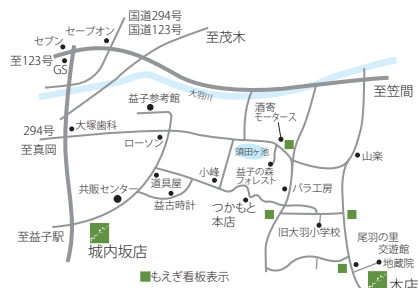 国道294号
国道123号
セーブオン
セブン
至茂木
至123号
GS
至笠間
大羽川
益子参考館
酒寄
モータース
294号
至真岡
大塚歯科
ローソン
須田ヶ池
益子の森
フォレスト
山楽
小峰
道具屋
共販センター
益古時計
バラエ房
つかもと
本店
旧大羽小学校
至益子駅
城内坂店
尾羽の里
交遊館
地蔵院
もえぎ看板表示
本店